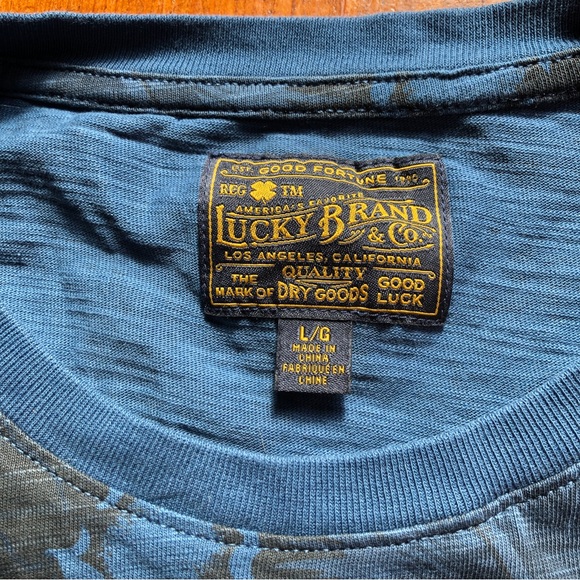 EST. GOOD FORTUNE 1990
REG TM
AMERICA'S FAVORITE
LUCKY BRAND
& CO.
LOS ANGELES, CALIFORNIA
QUALITY
THE MARK OF DRY GOODS GOOD LUCK
L/G
MADE IN
CHINA
FABRIQUÉ EN
CHINE